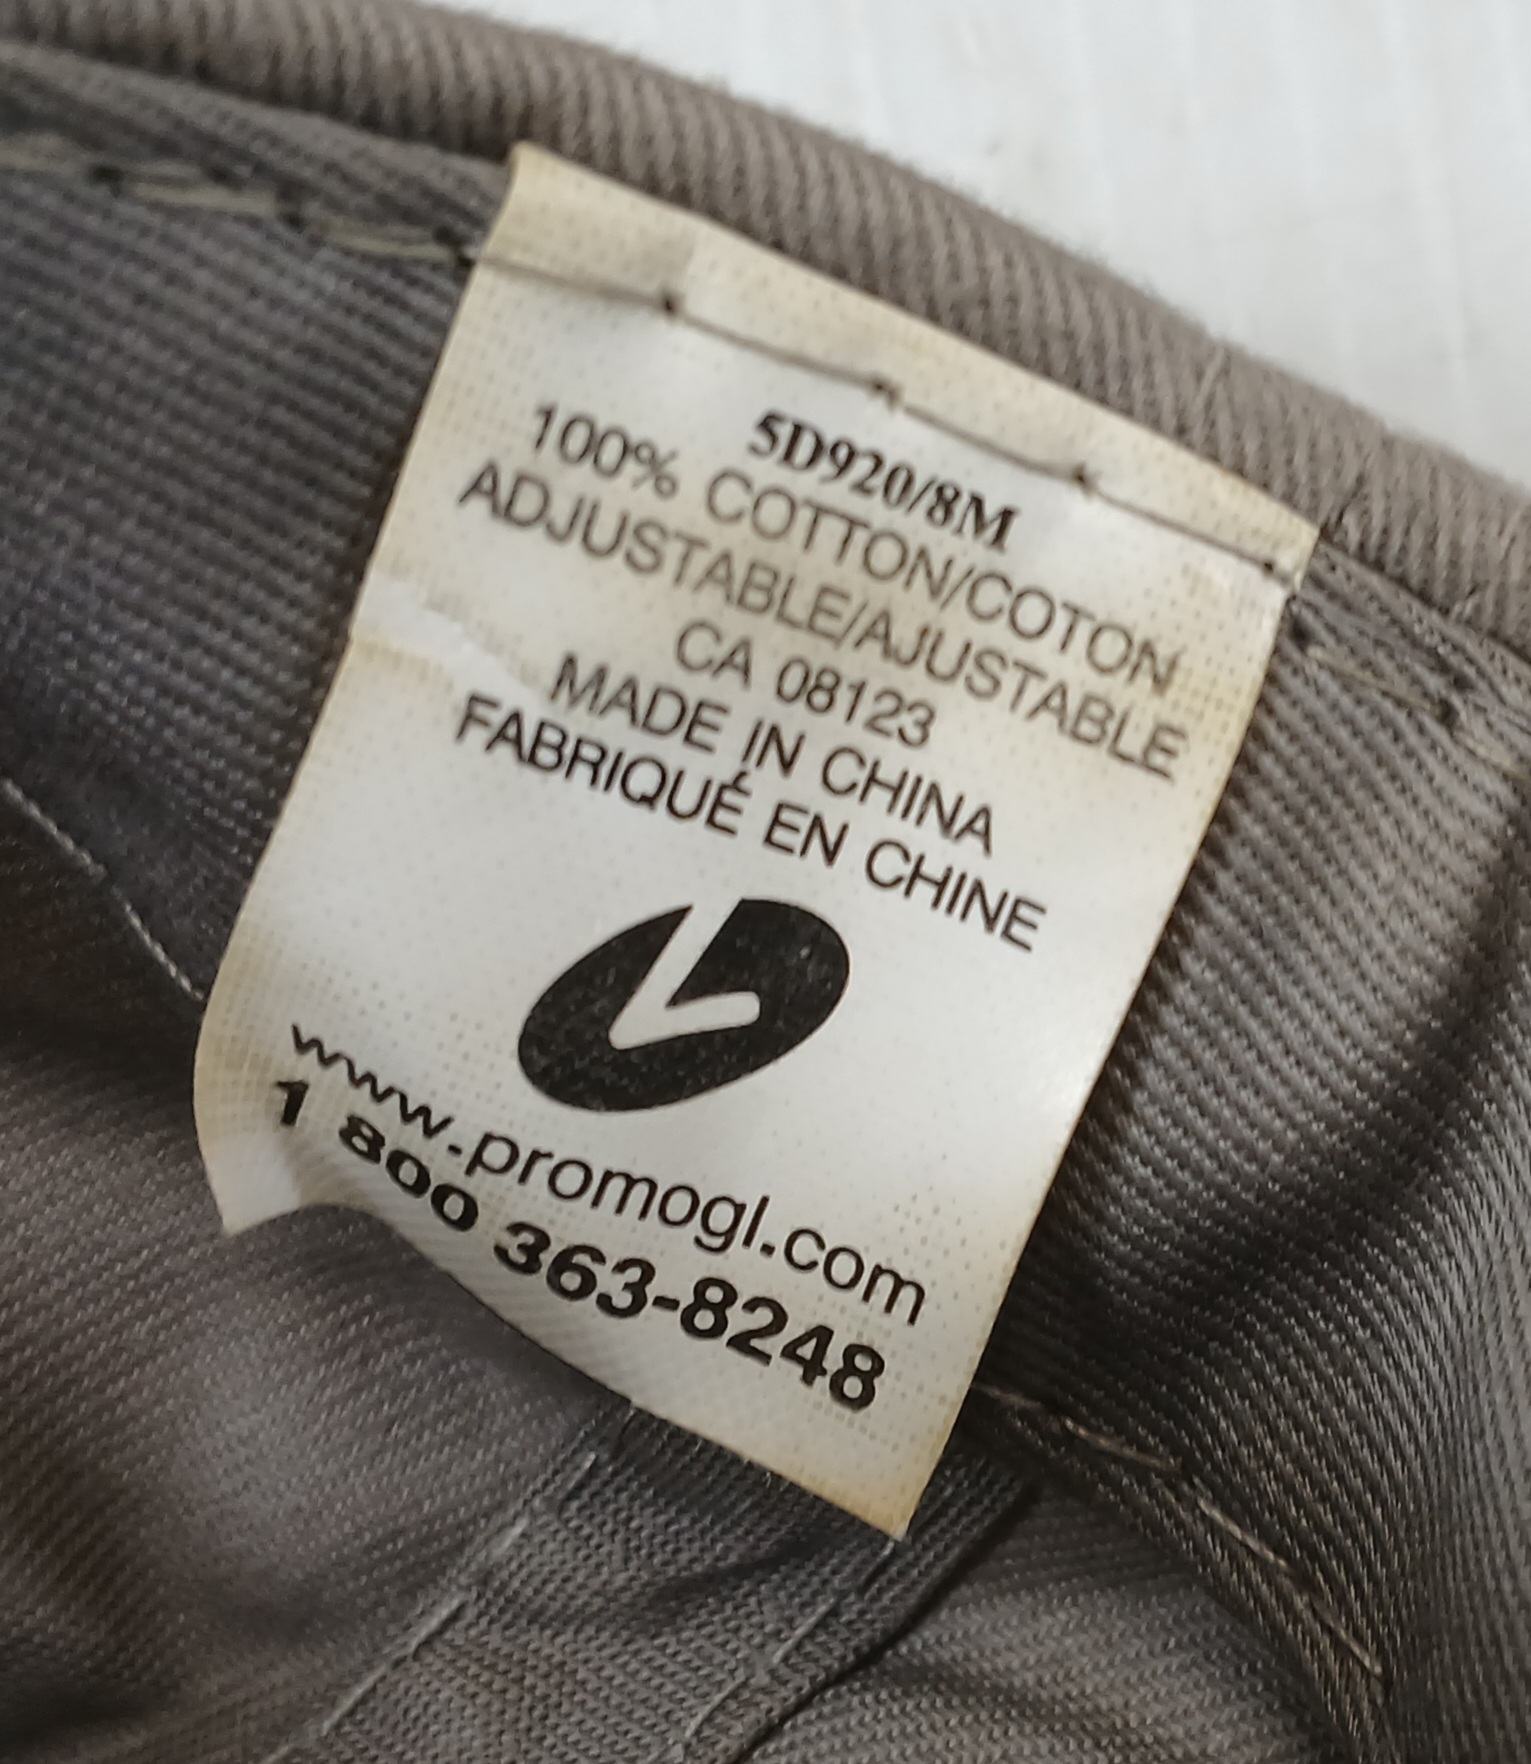 5D920/8M
100% COTTON/COTON
ADJUSTABLE/AJUSTABLE
CA 08123
MADE IN CHINA
FABRIQUÉ EN CHINE
www.promogl.com
1 800 363-8248